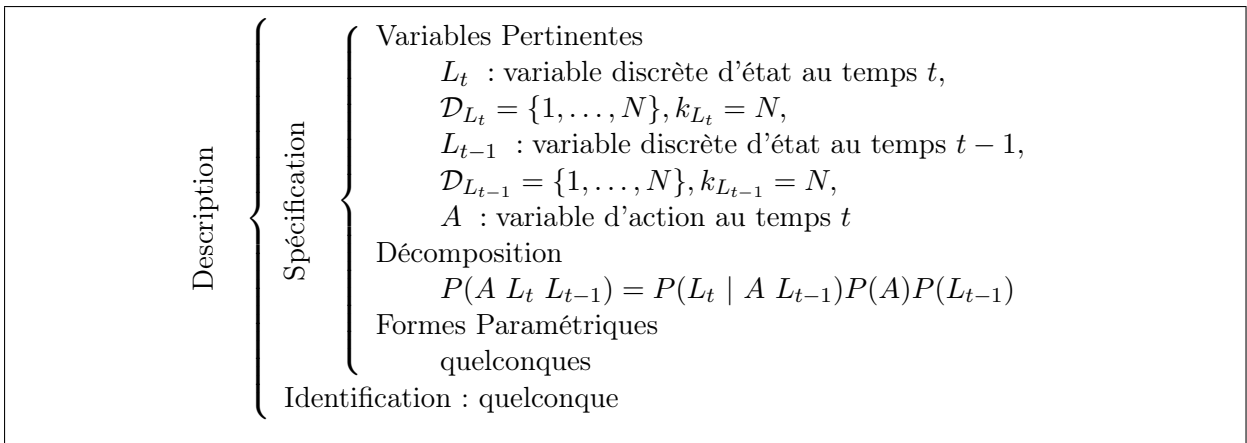 Description
Spécification
Variables Pertinentes
L_t : variable discrète d'état au temps t,
𝒟_{L_t} = {1, . . . , N}, k_{L_t} = N,
L_{t−1} : variable discrète d'état au temps t − 1,
𝒟_{L_{t−1}} = {1, . . . , N}, k_{L_{t−1}} = N,
A : variable d'action au temps t
Décomposition
P(A L_t L_{t−1}) = P(L_t | A L_{t−1})P(A)P(L_{t−1})
Formes Paramétriques
quelconques
Identification : quelconque